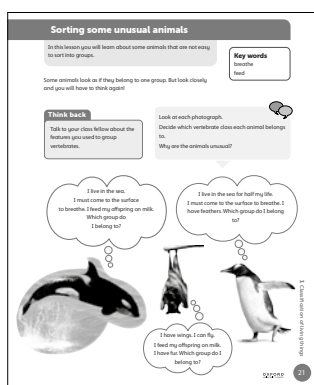 Sorting some unusual animals
In this lesson you will learn about some animals that are not easy
to sort into groups.
Key words
breathe
feed
Some animals look as if they belong to one group. But look closely
and you will have to think again!
Think back
Talk to your class fellow about the
features you used to group
vertebrates.
Look at each photograph.
Decide which vertebrate class each animal belongs
to.
Why are the animals unusual?
I live in the sea.
I must come to the surface
to breathe. I feed my offspring on milk.
Which group do
I belong to?
I live in the sea for half my life.
I must come to the surface to breathe. I
have feathers. Which group do I belong
to?
I have wings. I can fly.
I feed my offspring on milk.
I have fur. Which group do I
belong to?
1 Classification of living things
OXFORD
21